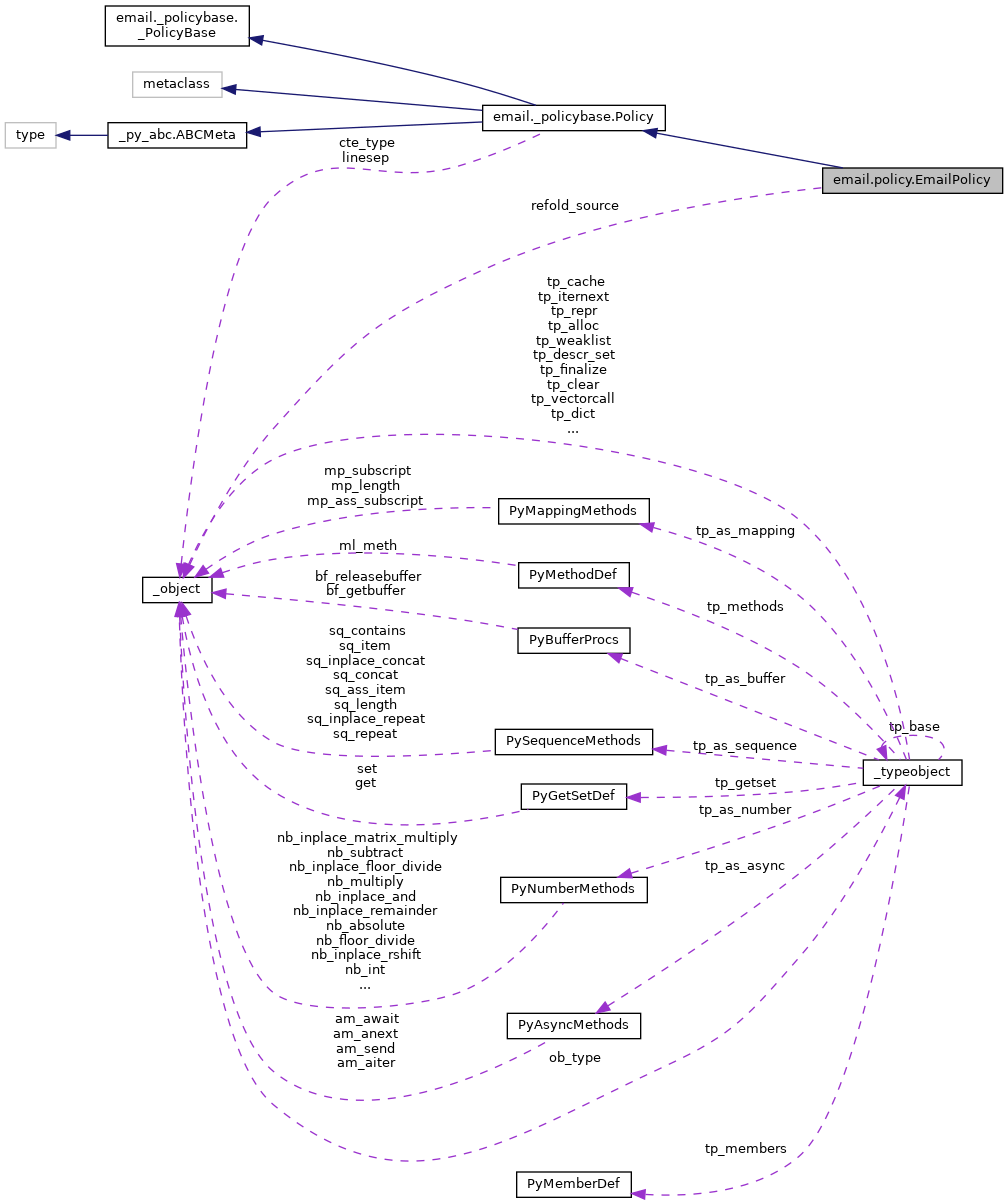 email._policybase.
_PolicyBase
metaclass
type
_py_abc.ABCMeta
email._policybase.Policy
email.policy.EmailPolicy
cte_type
linesep
refold_source
tp_cache
tp_iternext
tp_repr
tp_alloc
tp_weaklist
tp_descr_set
tp_finalize
tp_clear
tp_vectorcall
tp_dict
...
mp_subscript
mp_length
mp_ass_subscript
PyMappingMethods
tp_as_mapping
ml_meth
PyMethodDef
tp_methods
_object
bf_releasebuffer
bf_getbuffer
PyBufferProcs
tp_as_buffer
sq_contains
sq_item
sq_inplace_concat
sq_concat
sq_ass_item
sq_length
sq_inplace_repeat
sq_repeat
PySequenceMethods
tp_as_sequence
tp_base
_typeobject
set
get
PyGetSetDef
tp_getset
tp_as_number
nb_inplace_matrix_multiply
nb_subtract
nb_inplace_floor_divide
nb_multiply
nb_inplace_and
nb_inplace_remainder
nb_absolute
nb_floor_divide
nb_inplace_rshift
nb_int
...
PyNumberMethods
tp_as_async
am_await
am_anext
am_send
am_aiter
PyAsyncMethods
ob_type
tp_members
PyMemberDef